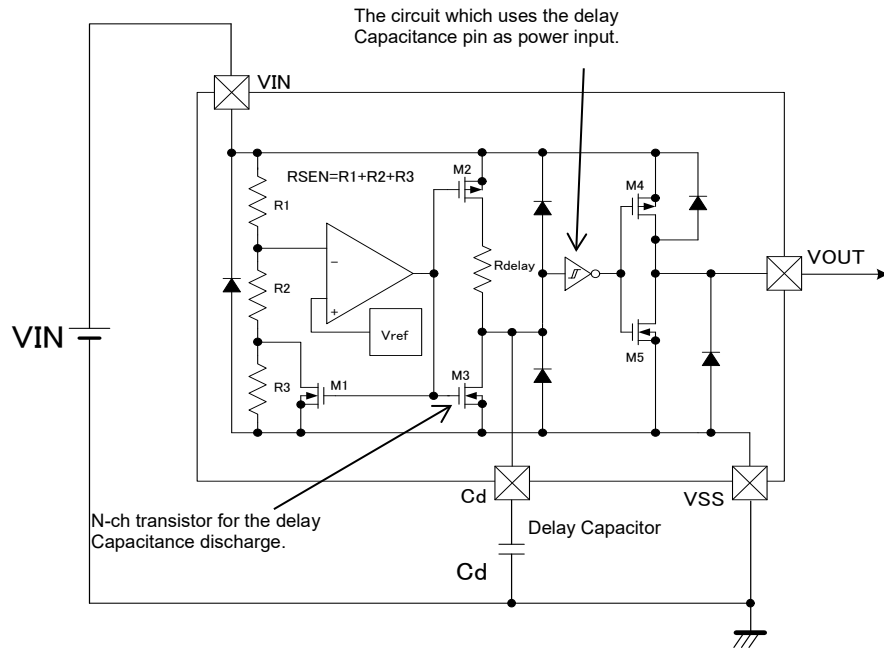 The circuit which uses the delay
Capacitance pin as power input.
VIN
M2
RSEN=R1+R2+R3
M4
R1
−
Rdelay
VOUT
R2
+
Vref
VIN
M5
R3
M1
M3
Cd
VSS
N-ch transistor for the delay
Capacitance discharge.
Delay Capacitor
Cd